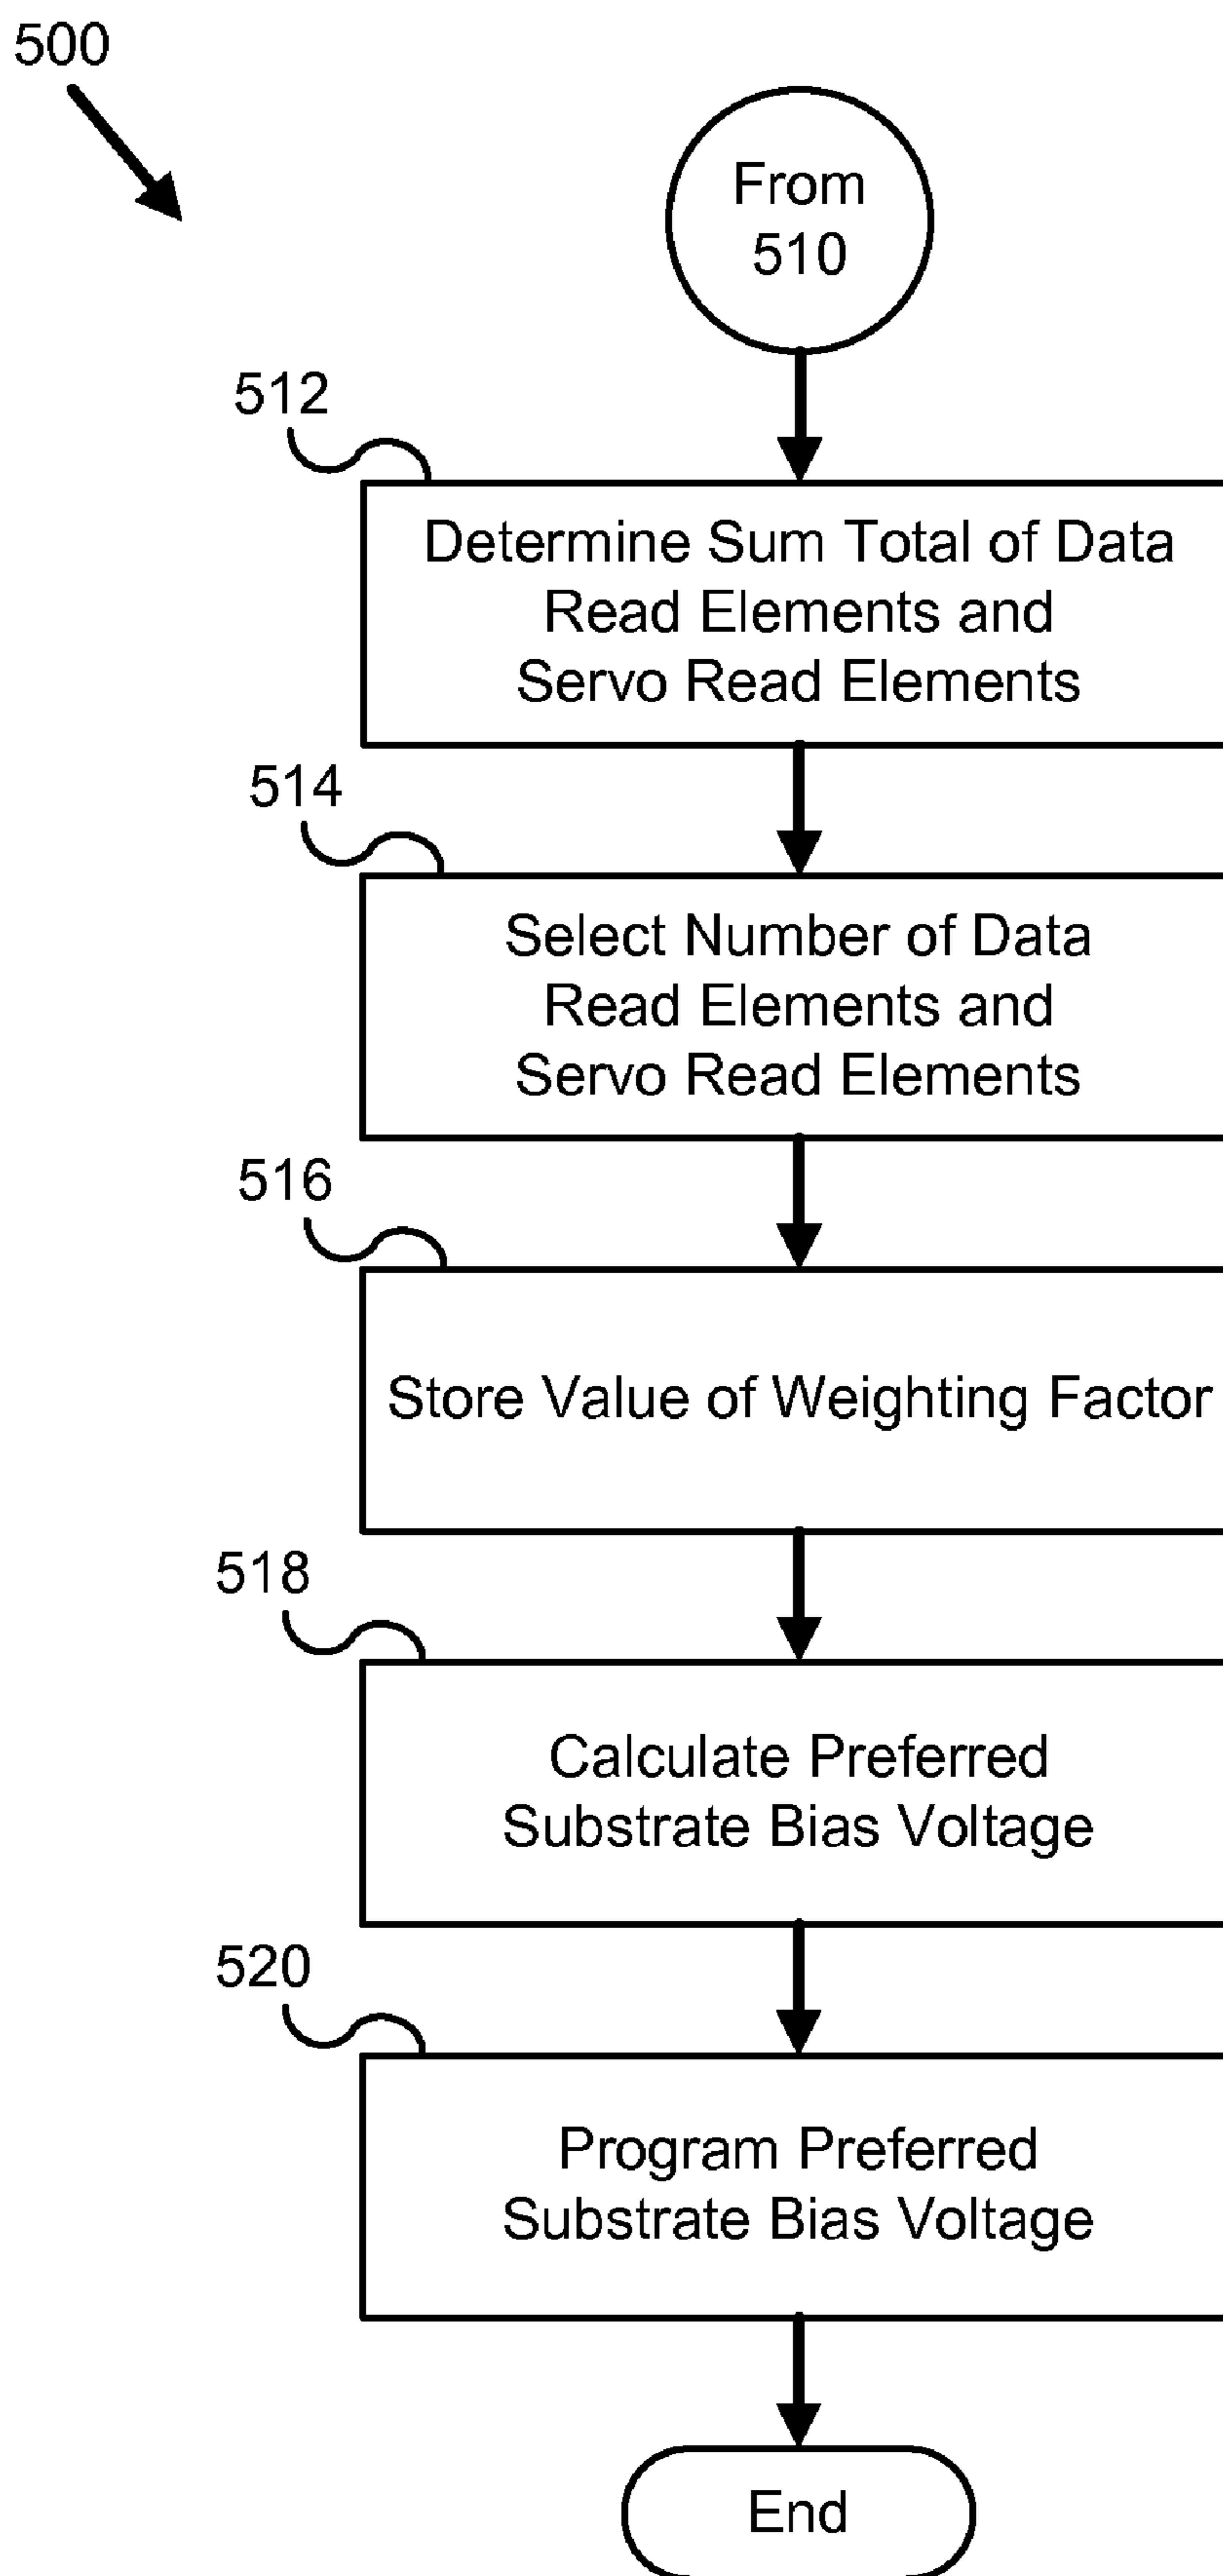 500
From
510
512
Determine Sum Total of Data
Read Elements and
Servo Read Elements
514
Select Number of Data
Read Elements and
Servo Read Elements
516
Store Value of Weighting Factor
518
Calculate Preferred
Substrate Bias Voltage
520
Program Preferred
Substrate Bias Voltage
End